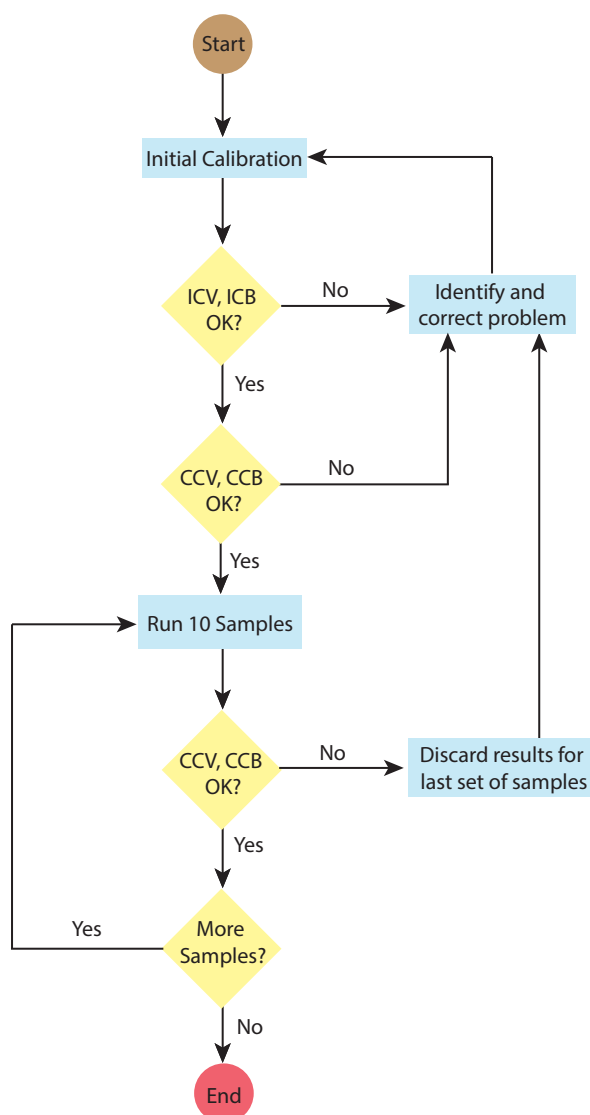 Start
Initial Calibration
ICV, ICB
OK?
No
Identify and
correct problem
Yes
CCV, CCB
OK?
No
Yes
Run 10 Samples
CCV, CCB
OK?
No
Discard results for
last set of samples
Yes
More
Samples?
Yes
No
End